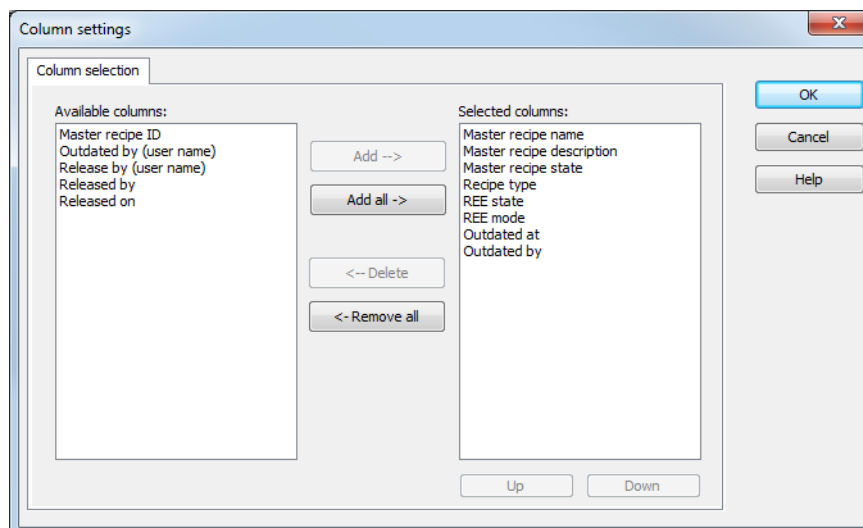 Column settings
x
Column selection
Available columns:
Master recipe ID
Outdated by (user name)
Release by (user name)
Released by
Released on
Add -->
Add all ->
<-- Delete
<- Remove all
Selected columns:
Master recipe name
Master recipe description
Master recipe state
Recipe type
REE state
REE mode
Outdated at
Outdated by
Up
Down
OK
Cancel
Help